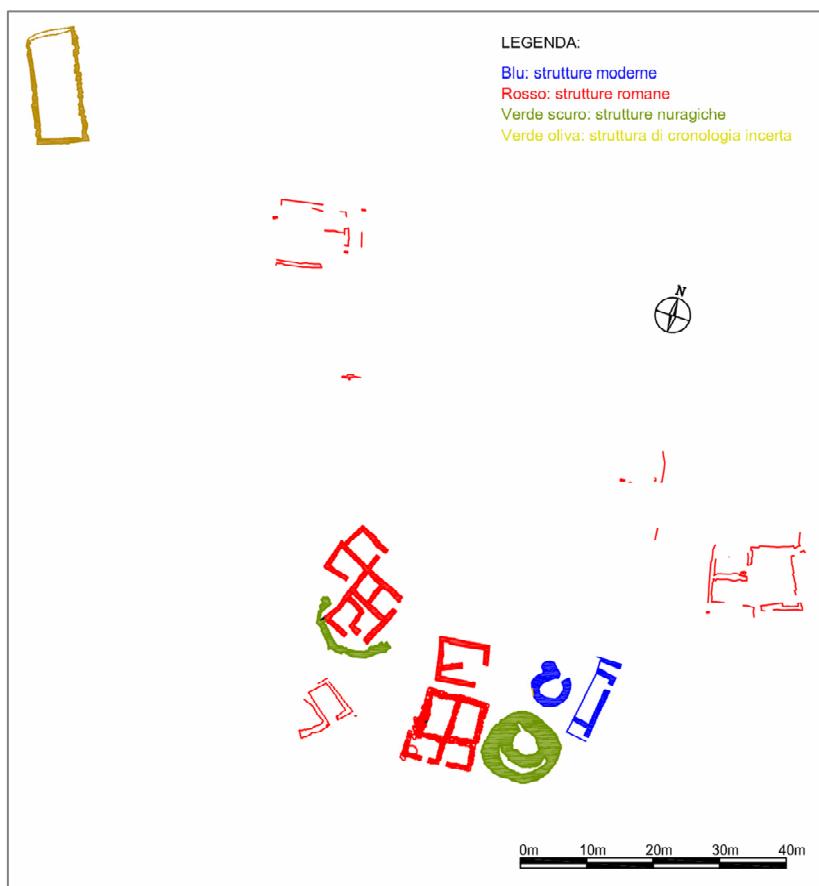 LEGENDA:
Blu: strutture moderne
Rosso: strutture romane
Verde scuro: strutture nuragiche
Verde oliva: struttura di cronologia incerta
N
0m 10m 20m 30m 40m